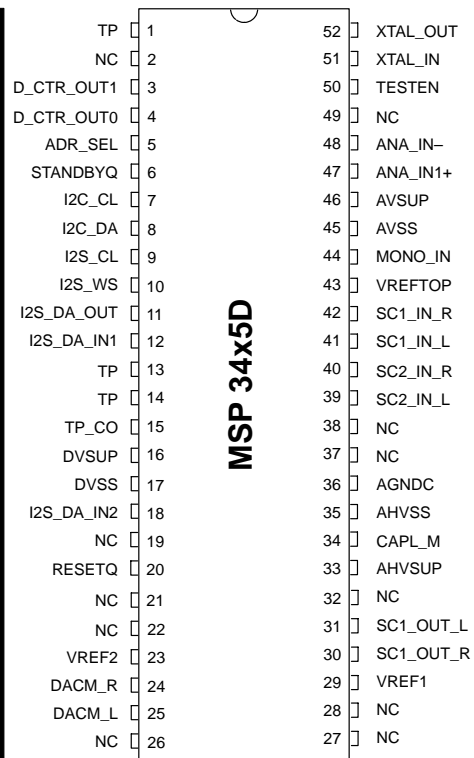 TP 1 52 XTAL_OUT
NC 2 51 XTAL_IN
D_CTR_OUT1 3 50 TESTEN
D_CTR_OUT0 4 49 NC
ADR_SEL 5 48 ANA_IN–
STANDBYQ 6 47 ANA_IN1+
I2C_CL 7 46 AVSUP
I2C_DA 8 45 AVSS
I2S_CL 9 44 MONO_IN
I2S_WS 10 43 VREFTOP
I2S_DA_OUT 11 42 SC1_IN_R
I2S_DA_IN1 12 41 SC1_IN_L
TP 13 40 SC2_IN_R
TP 14 39 SC2_IN_L
TP_CO 15 38 NC
DVSUP 16 37 NC
DVSS 17 36 AGNDC
I2S_DA_IN2 18 35 AHVSS
NC 19 34 CAPL_M
RESETQ 20 33 AHVSUP
NC 21 32 NC
NC 22 31 SC1_OUT_L
VREF2 23 30 SC1_OUT_R
DACM_R 24 29 VREF1
DACM_L 25 28 NC
NC 26 27 NC
MSP 34x5D